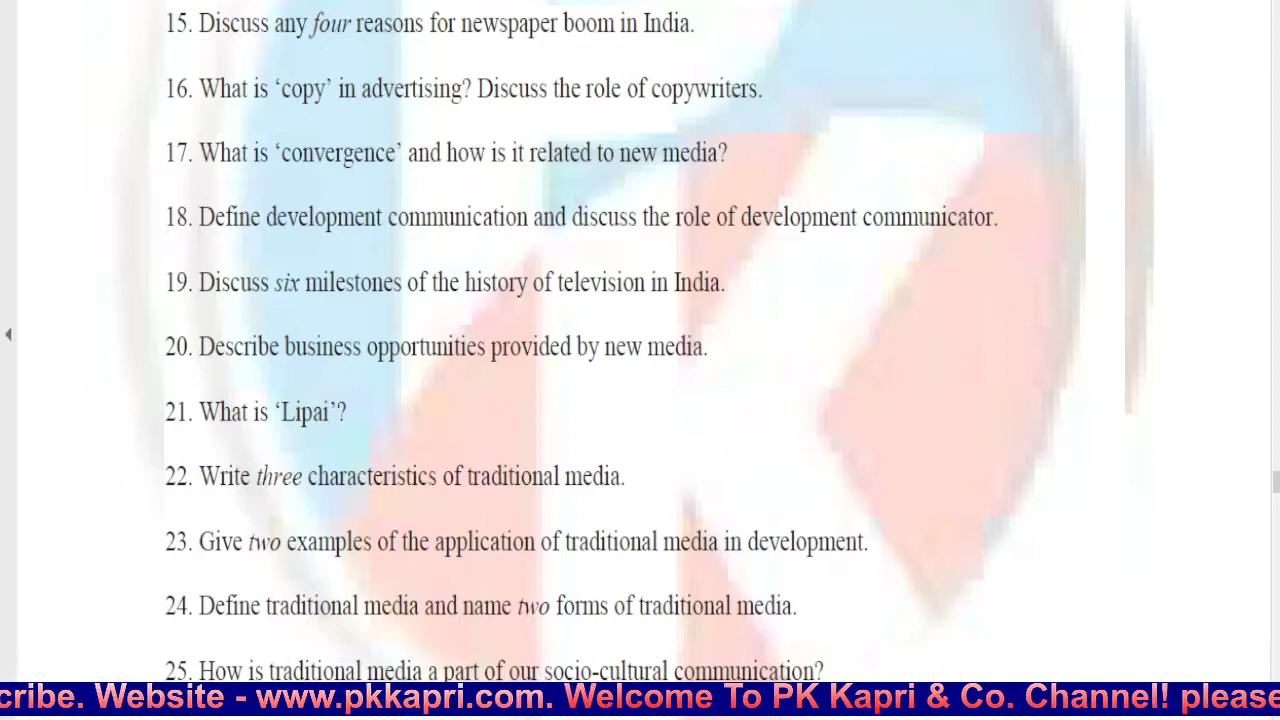 15. Discuss any four reasons for newspaper boom in India.
16. What is ‘copy’ in advertising? Discuss the role of copywriters.
17. What is ‘convergence’ and how is it related to new media?
18. Define development communication and discuss the role of development communicator.
19. Discuss six milestones of the history of television in India.
20. Describe business opportunities provided by new media.
21. What is ‘Lipai’?
22. Write three characteristics of traditional media.
23. Give two examples of the application of traditional media in development.
24. Define traditional media and name two forms of traditional media.
25. How is traditional media a part of our socio-cultural communication?
cribe. Website - www.pkkapri.com. Welcome To PK Kapri & Co. Channel! please